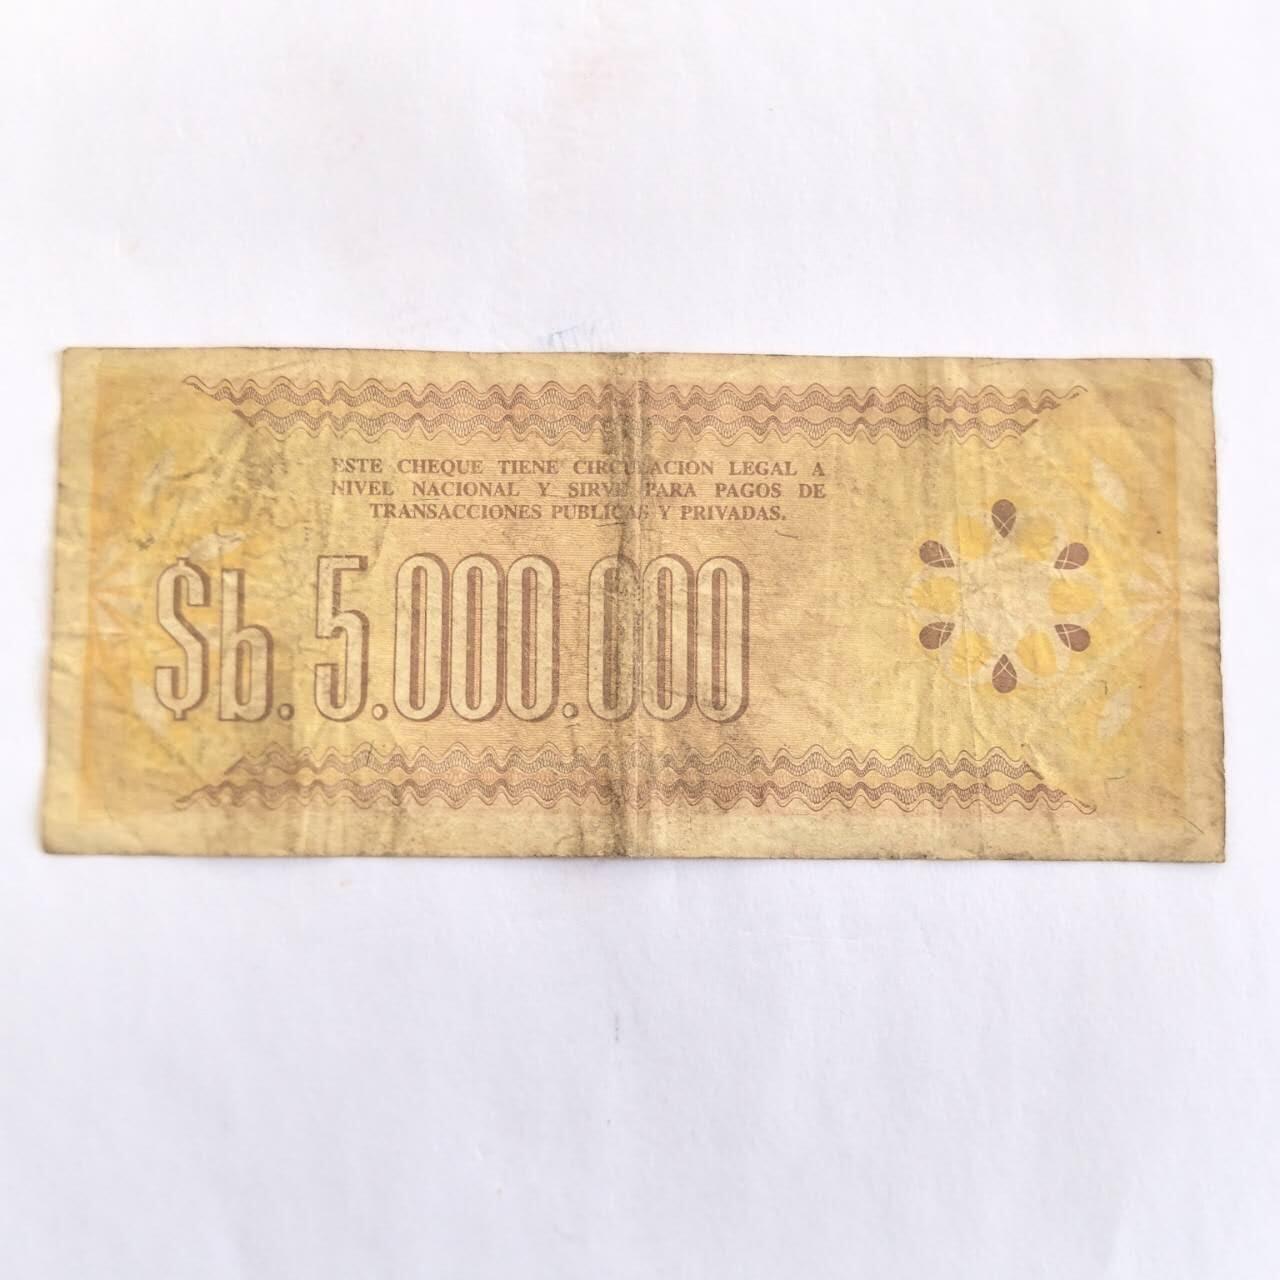 ESTE CHEQUE TIENE CIRCULACION LEGAL A
NIVEL NACIONAL Y SIRVE PARA PAGOS DE
TRANSACCIONES PUBLICAS Y PRIVADAS.
$b. 5.000.000